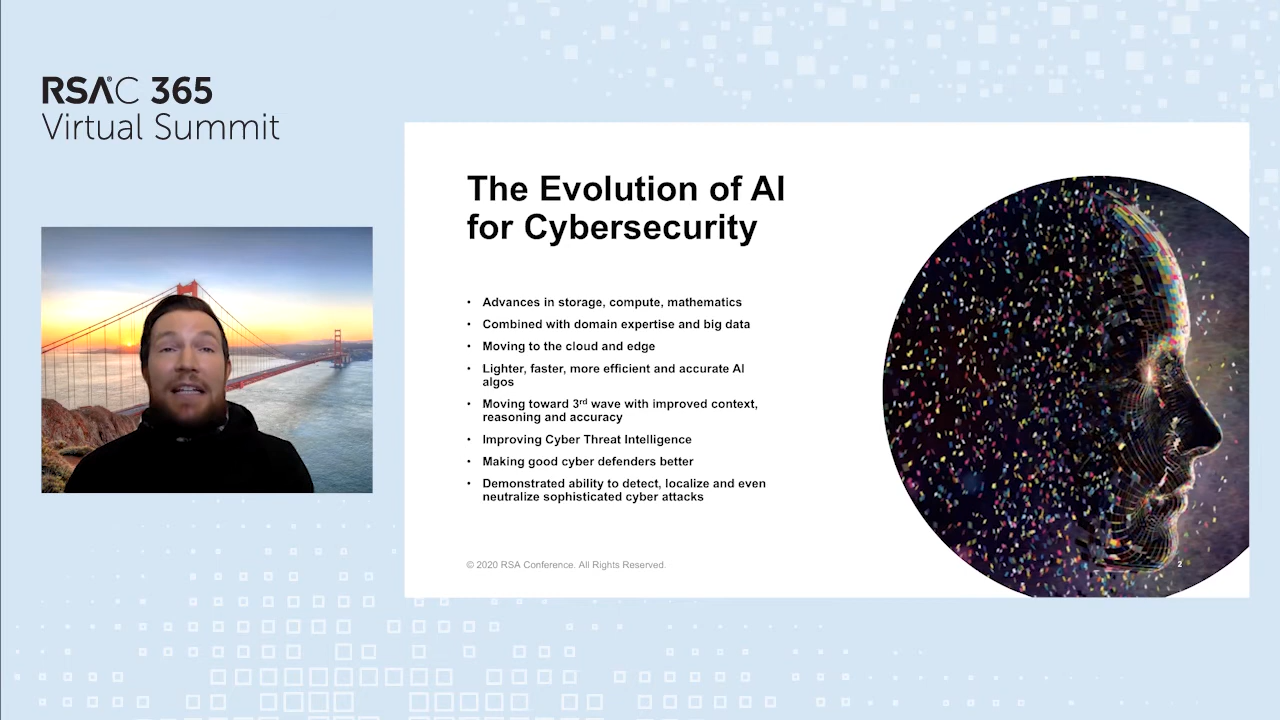 RSAC 365
Virtual Summit
The Evolution of AI
for Cybersecurity
• Advances in storage, compute, mathematics
• Combined with domain expertise and big data
• Moving to the cloud and edge
• Lighter, faster, more efficient and accurate AI
algos
• Moving toward 3rd wave with improved context,
reasoning and accuracy
• Improving Cyber Threat Intelligence
• Making good cyber defenders better
• Demonstrated ability to detect, localize and even
neutralize sophisticated cyber attacks
© 2020 RSA Conference. All Rights Reserved.
2